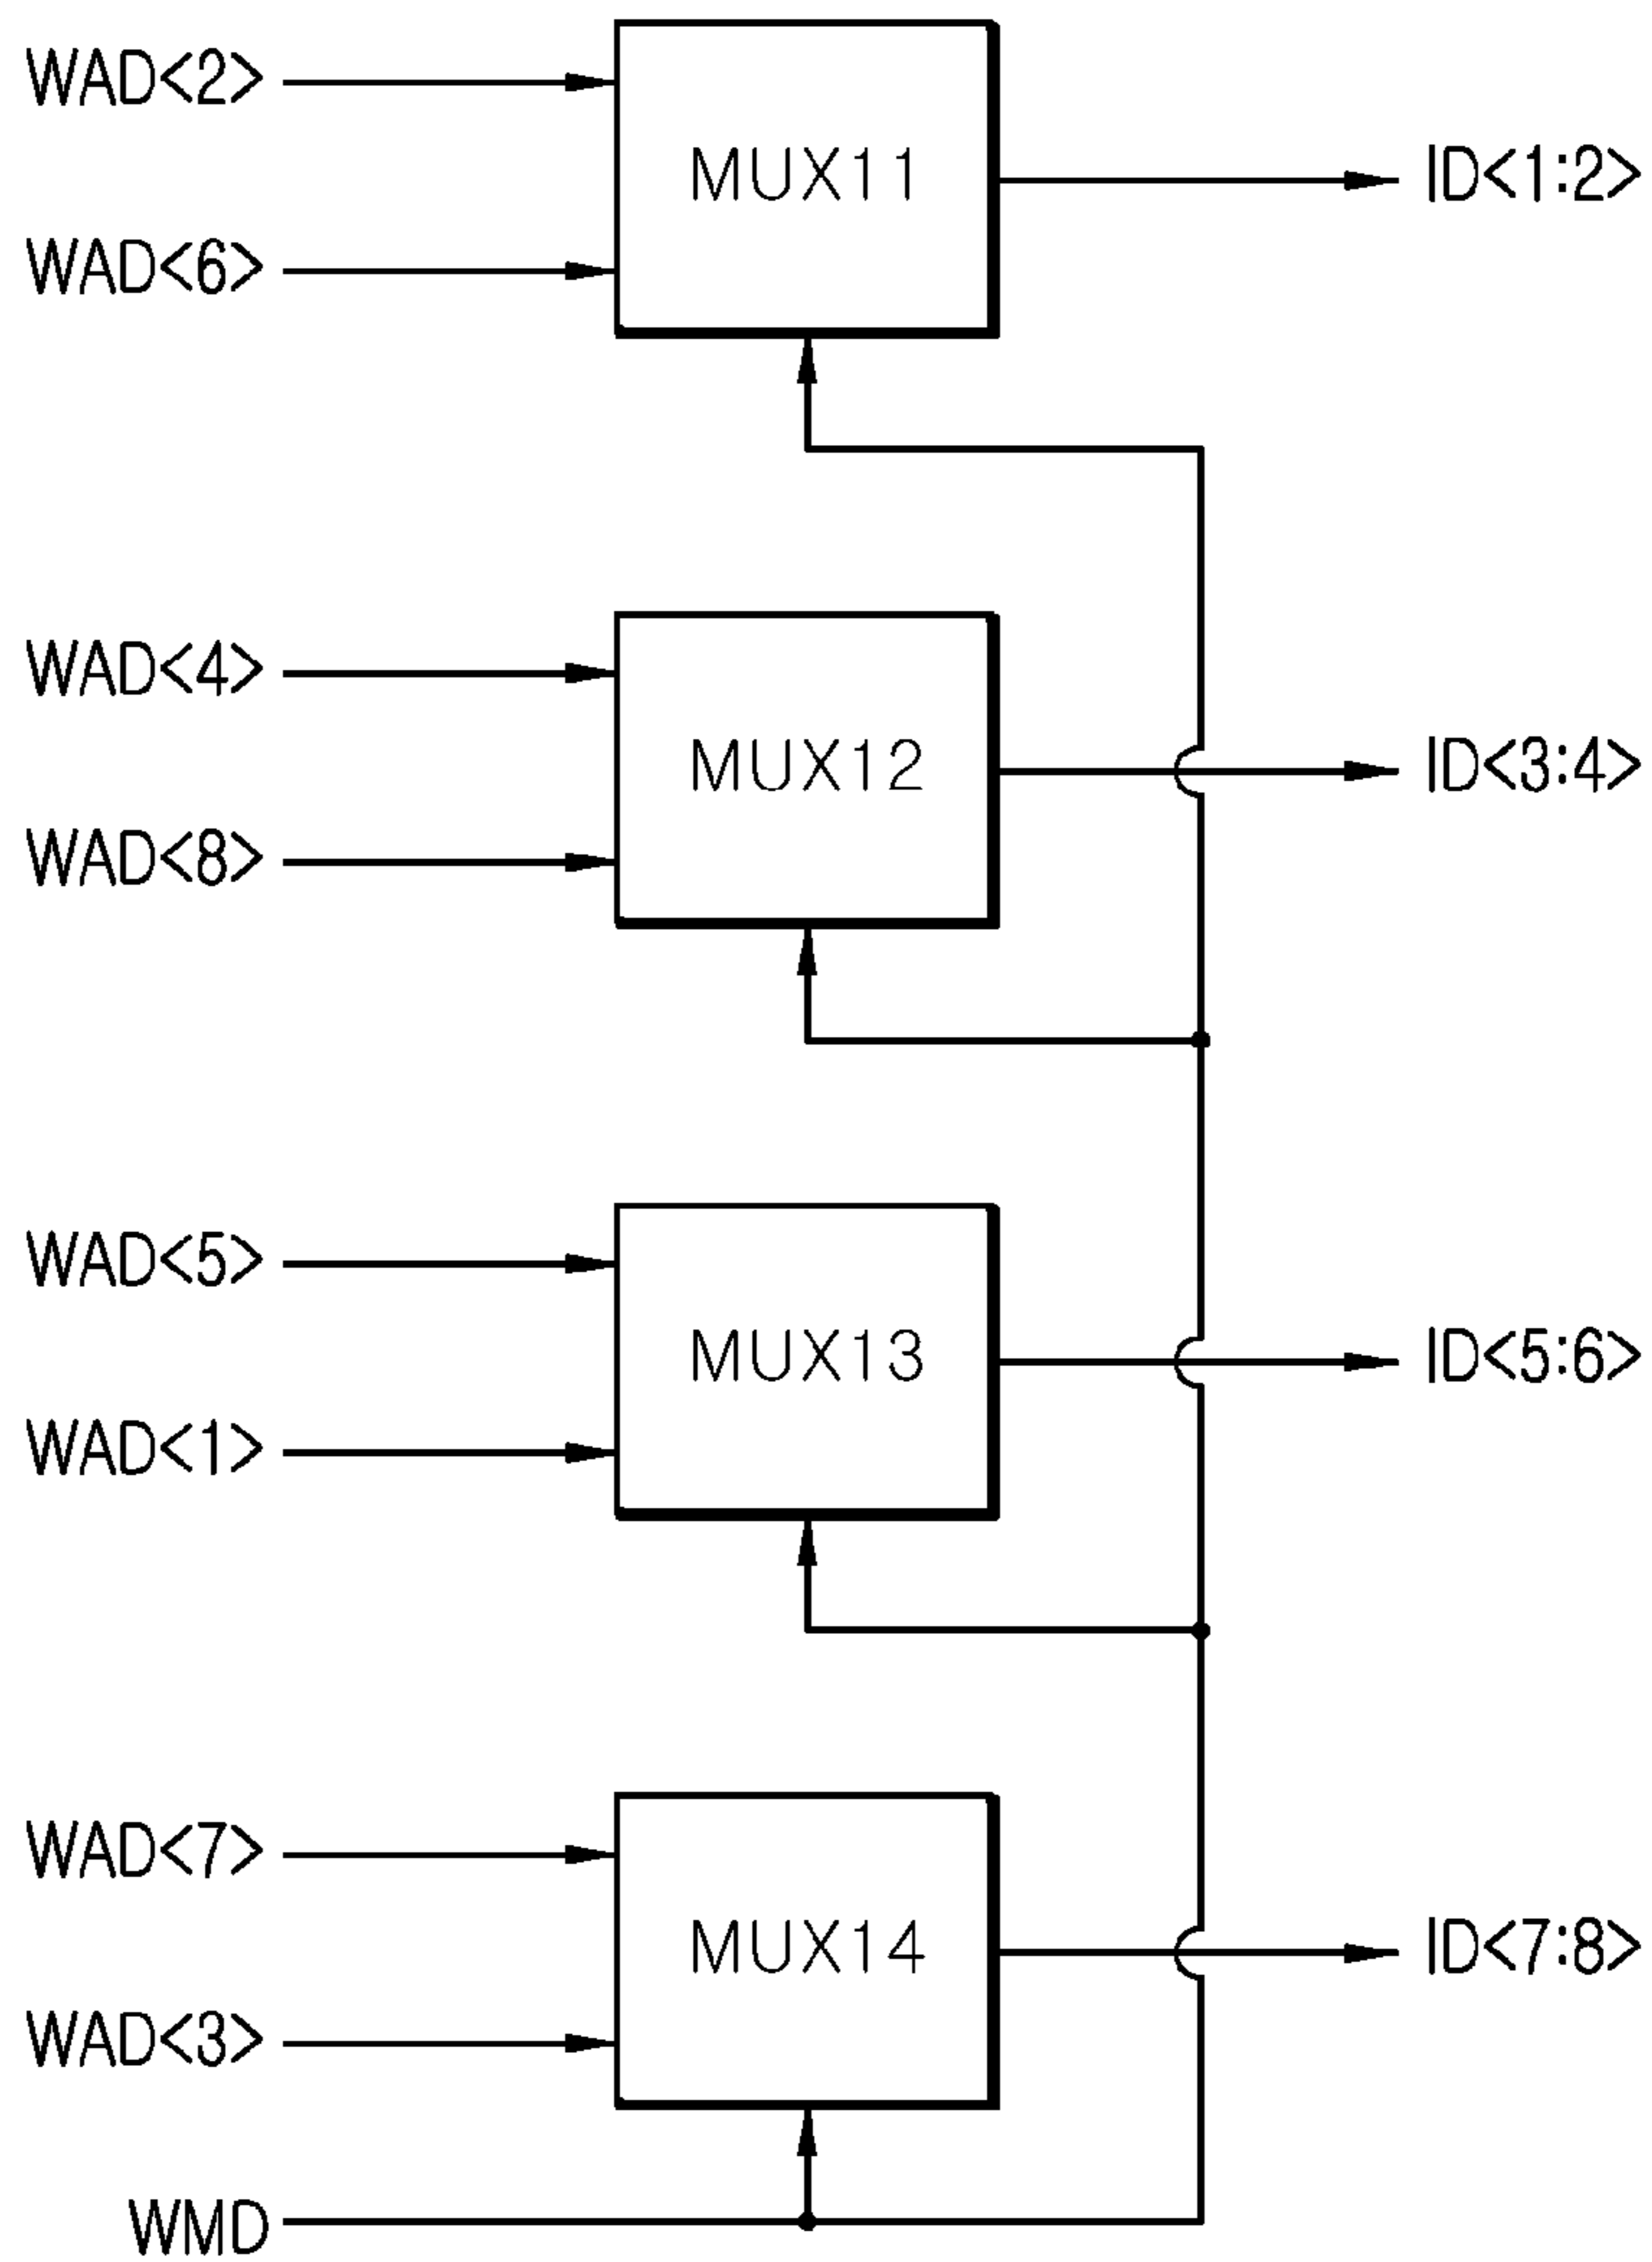 WAD<2>
MUX11
ID<1:2>
WAD<6>
WAD<4>
MUX12
ID<3:4>
WAD<8>
WAD<5>
MUX13
ID<5:6>
WAD<1>
WAD<7>
MUX14
ID<7:8>
WAD<3>
WMD